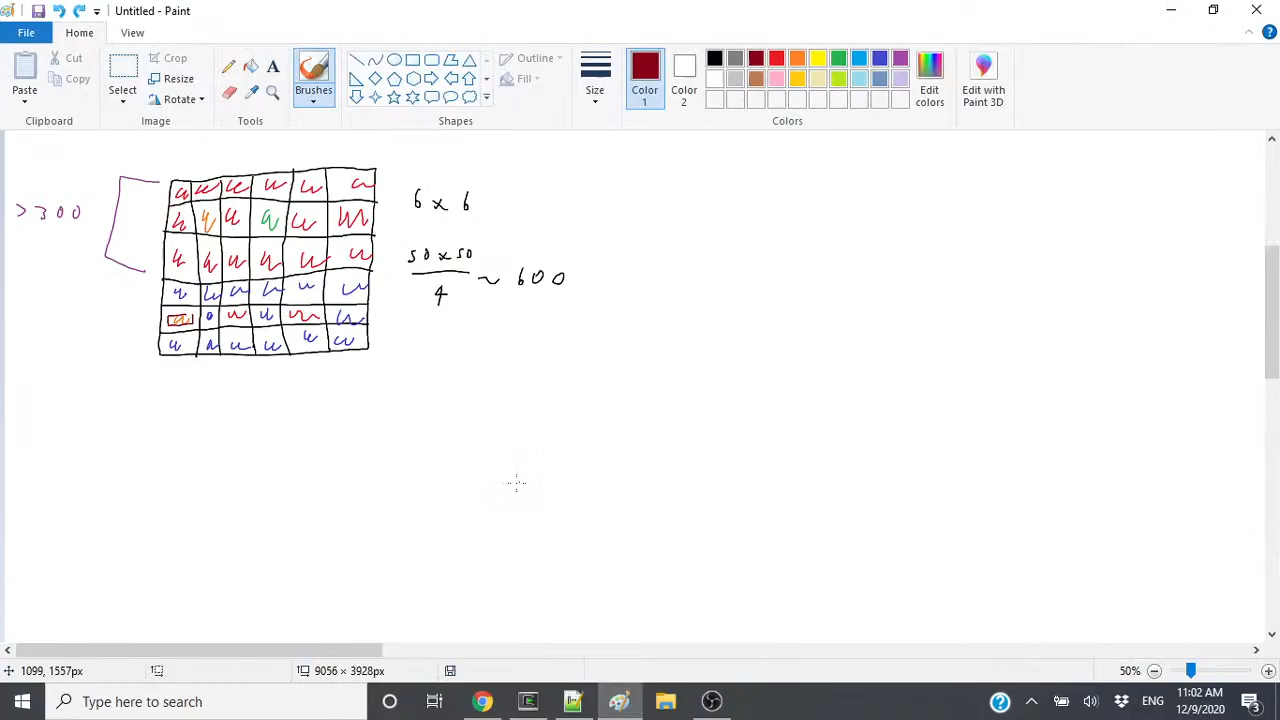 Untitled - Paint
File
Home
View
Paste
Cut
Copy
Clipboard
Select
Crop
Resize
Rotate
Image
A
Tools
Brushes
Outline
Fill
Shapes
Size
Color 1
Color 2
Edit colors
Colors
Edit with Paint 3D
>300
6 x 6
50 x 50
4
~ 600
1099, 1557px
9056 × 3928px
50%
Type here to search
ENG
11:02 AM
12/9/2020
3